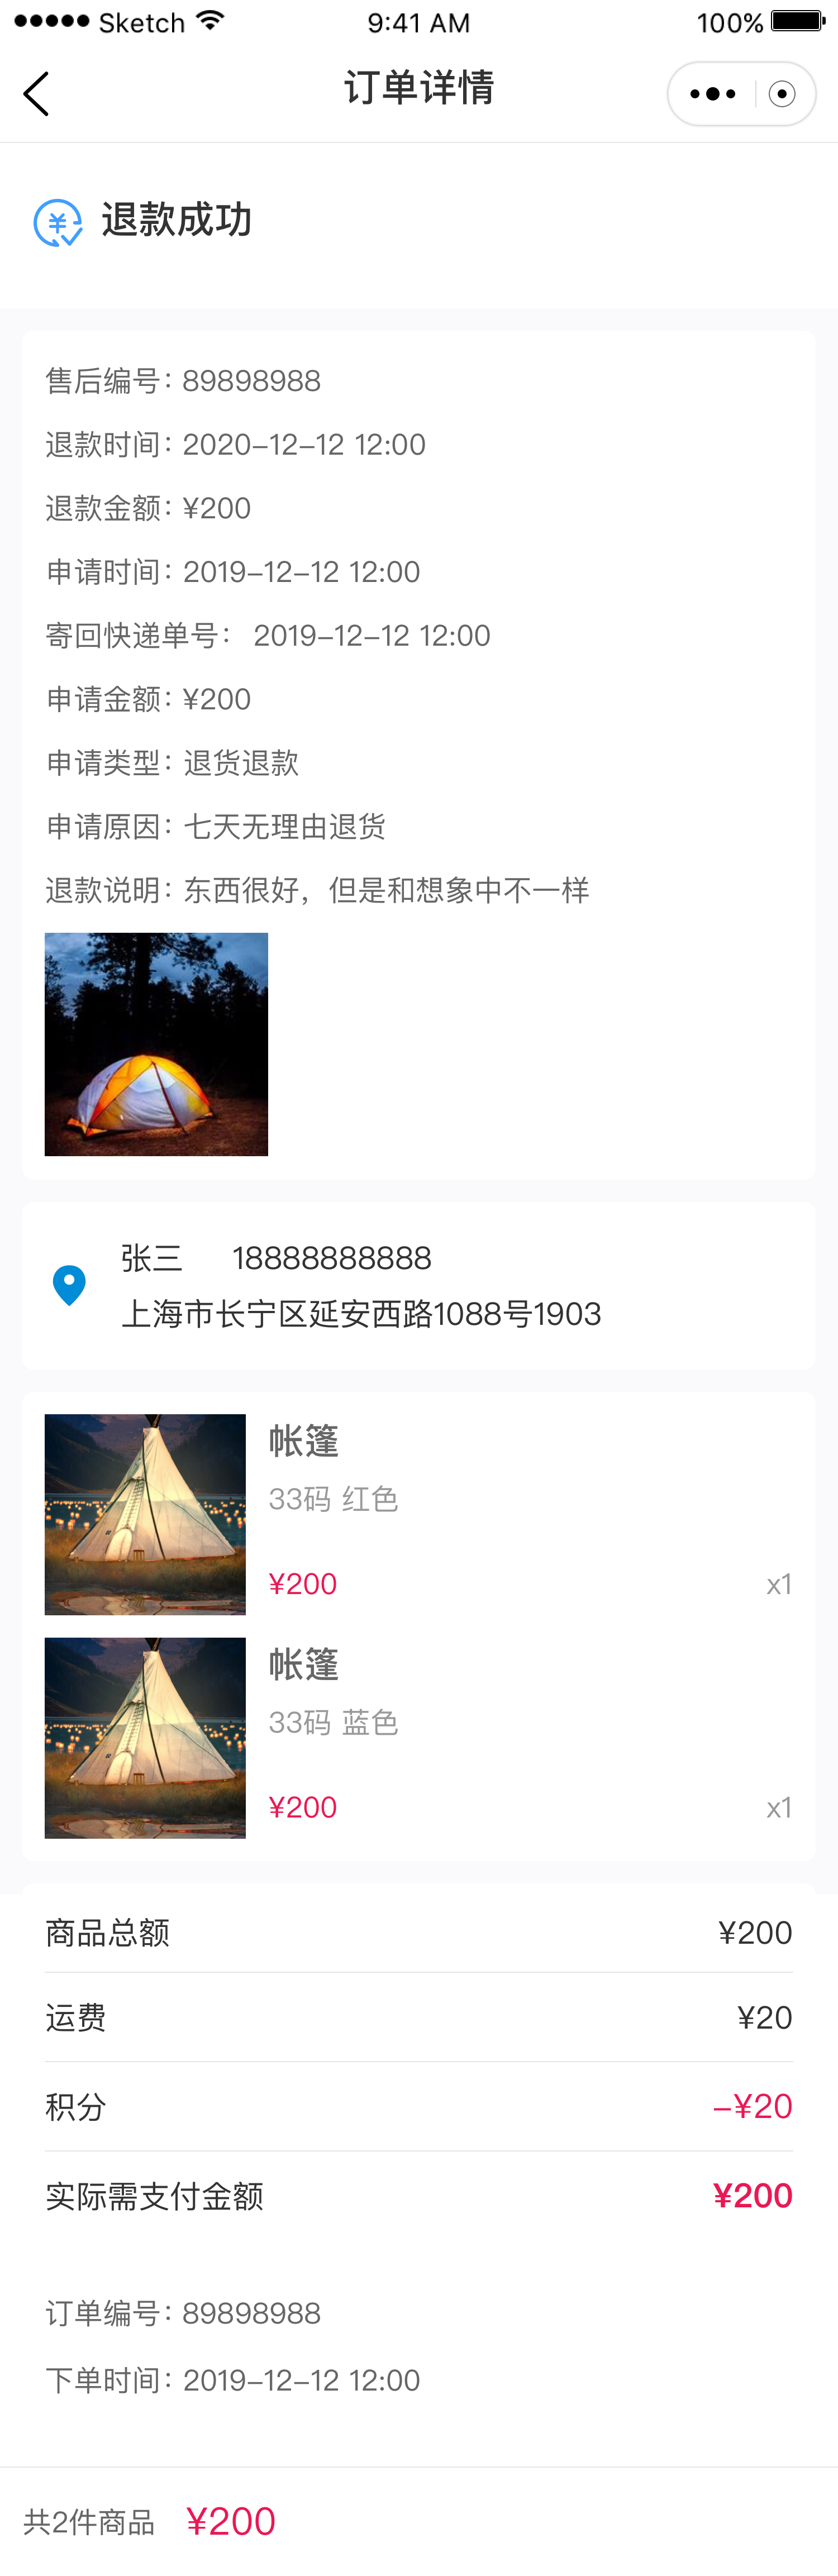 Sketch 9:41 AM 100%
订单详情
退款成功
售后编号：89898988
退款时间：2020-12-12 12:00
退款金额：¥200
申请时间：2019-12-12 12:00
寄回快递单号： 2019-12-12 12:00
申请金额：¥200
申请类型：退货退款
申请原因：七天无理由退货
退款说明：东西很好，但是和想象中不一样
张三 18888888888
上海市长宁区延安西路1088号1903
帐篷
33码 红色
¥200 x1
帐篷
33码 蓝色
¥200 x1
商品总额 ¥200
运费 ¥20
积分 -¥20
实际需支付金额 ¥200
订单编号：89898988
下单时间：2019-12-12 12:00
共2件商品 ¥200